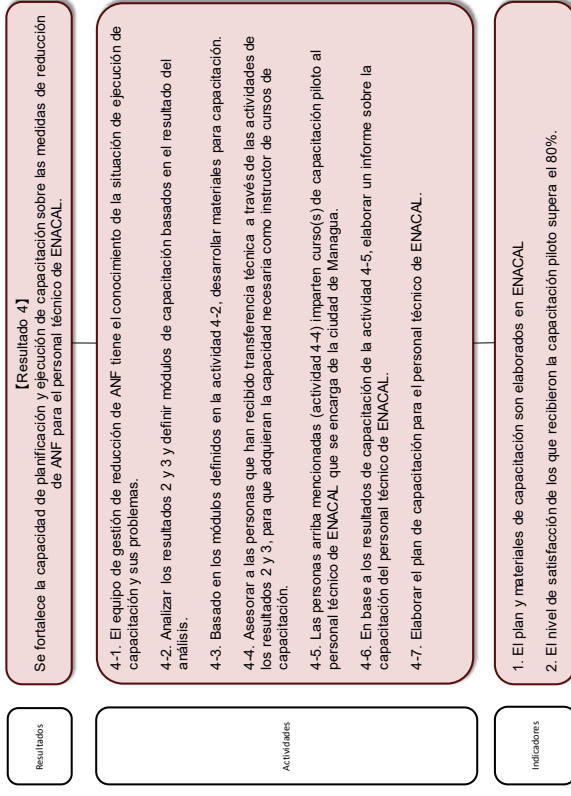 Resultados
【Resultado 4】
Se fortalece la capacidad de planificación y ejecución de capacitación sobre las medidas de reducción
de ANF para el personal técnico de ENACAL.
Actividades
4-1. El equipo de gestión de reducción de ANF tiene el conocimiento de la situación de ejecución de
capacitación y sus problemas.
4-2. Analizar los resultados 2 y 3 y definir módulos de capacitación basados en el resultado del
análisis.
4-3. Basado en los módulos definidos en la actividad 4-2, desarrollar materiales para capacitación.
4-4. Asesorar a las personas que han recibido transferencia técnica a través de las actividades de
los resultados 2 y 3, para que adquieran la capacidad necesaria como instructor de cursos de
capacitación.
4-5. Las personas arriba mencionadas (actividad 4-4) imparten curso(s) de capacitación piloto al
personal técnico de ENACAL que se encarga de la ciudad de Managua.
4-6. En base a los resultados de capacitación de la actividad 4-5, elaborar un informe sobre la
capacitación del personal técnico de ENACAL.
4-7. Elaborar el plan de capacitación para el personal técnico de ENACAL.
Indicadores
1. El plan y materiales de capacitación son elaborados en ENACAL
2. El nivel de satisfacción de los que recibieron la capacitación piloto supera el 80%.